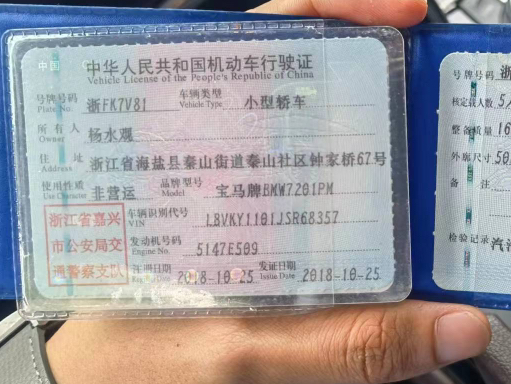 中国
中华人民共和国机动车行驶证
Vehicle License of the People's Republic of China
号牌号码 浙FK7V81 车辆类型 小型轿车
Plate No. Vehicle Type
所有人 杨水观
Owner
住址 浙江省海盐县秦山街道秦山社区钟家桥67号
Address
使用性质 非营运 品牌型号 宝马牌BMW7201PM
Use Character Model
浙江省嘉兴
市公安局交
通警察支队
车辆识别代号 LBVKY1101JSR68357
VIN
发动机号码 5147E509
Engine No.
注册日期 2018-10-25 发证日期 2018-10-25
Register Date Issue Date
号牌号码 浙
核定载人数 5
整备质量 16
外廓尺寸 50
备注
检验记录 汽